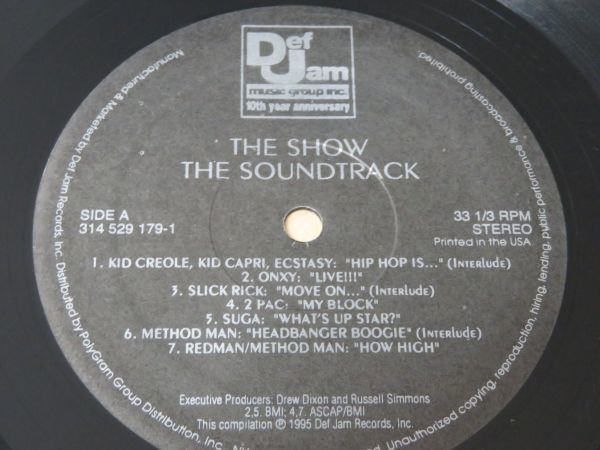 Def
Jam
music group inc.
10th year anniversary
THE SHOW
THE SOUNDTRACK
SIDE A
314 529 179-1
33 1/3 RPM
STEREO
Printed in the USA
1. KID CREOLE, KID CAPRI, ECSTASY: "HIP HOP IS..." (INTERLUDE)
2. ONXY: "LIVE!!!"
3. SLICK RICK: "MOVE ON..." (INTERLUDE)
4. 2 PAC: "MY BLOCK"
5. SUGA: "WHAT'S UP STAR?"
6. METHOD MAN: "HEADBANGER BOOGIE" (INTERLUDE)
7. REDMAN/METHOD MAN: "HOW HIGH"
Executive Producers: Drew Dixon and Russell Simmons
2,5. BMI; 4,7. ASCAP/BMI
This compilation ℗ 1995 Def Jam Records, Inc.
Manufactured & Marketed by Def Jam Records, Inc. Distributed by PolyGram Group Distribution, Inc.
Unauthorized copying, reproduction, hiring, lending, public performance & broadcasting prohibited.